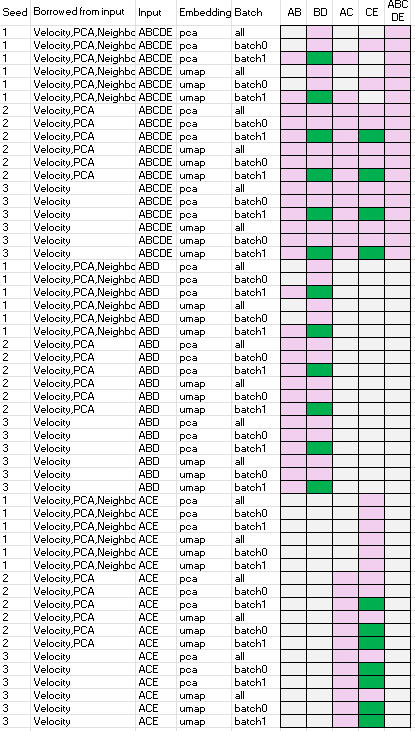 Seed Borrowed from input Input Embedding Batch AB BD AC CE ABC DE
1 Velocity,PCA,Neighbo ABCDE pca all
1 Velocity,PCA,Neighbo ABCDE pca batch0
1 Velocity,PCA,Neighbo ABCDE pca batch1
1 Velocity,PCA,Neighbo ABCDE umap all
1 Velocity,PCA,Neighbo ABCDE umap batch0
1 Velocity,PCA,Neighbo ABCDE umap batch1
2 Velocity,PCA ABCDE pca all
2 Velocity,PCA ABCDE pca batch0
2 Velocity,PCA ABCDE pca batch1
2 Velocity,PCA ABCDE umap all
2 Velocity,PCA ABCDE umap batch0
2 Velocity,PCA ABCDE umap batch1
3 Velocity ABCDE pca all
3 Velocity ABCDE pca batch0
3 Velocity ABCDE pca batch1
3 Velocity ABCDE umap all
3 Velocity ABCDE umap batch0
3 Velocity ABCDE umap batch1
1 Velocity,PCA,Neighbo ABD pca all
1 Velocity,PCA,Neighbo ABD pca batch0
1 Velocity,PCA,Neighbo ABD pca batch1
1 Velocity,PCA,Neighbo ABD umap all
1 Velocity,PCA,Neighbo ABD umap batch0
1 Velocity,PCA,Neighbo ABD umap batch1
2 Velocity,PCA ABD pca all
2 Velocity,PCA ABD pca batch0
2 Velocity,PCA ABD pca batch1
2 Velocity,PCA ABD umap all
2 Velocity,PCA ABD umap batch0
2 Velocity,PCA ABD umap batch1
3 Velocity ABD pca all
3 Velocity ABD pca batch0
3 Velocity ABD pca batch1
3 Velocity ABD umap all
3 Velocity ABD umap batch0
3 Velocity ABD umap batch1
1 Velocity,PCA,Neighbo ACE pca all
1 Velocity,PCA,Neighbo ACE pca batch0
1 Velocity,PCA,Neighbo ACE pca batch1
1 Velocity,PCA,Neighbo ACE umap all
1 Velocity,PCA,Neighbo ACE umap batch0
1 Velocity,PCA,Neighbo ACE umap batch1
2 Velocity,PCA ACE pca all
2 Velocity,PCA ACE pca batch0
2 Velocity,PCA ACE pca batch1
2 Velocity,PCA ACE umap all
2 Velocity,PCA ACE umap batch0
2 Velocity,PCA ACE umap batch1
3 Velocity ACE pca all
3 Velocity ACE pca batch0
3 Velocity ACE pca batch1
3 Velocity ACE umap all
3 Velocity ACE umap batch0
3 Velocity ACE umap batch1